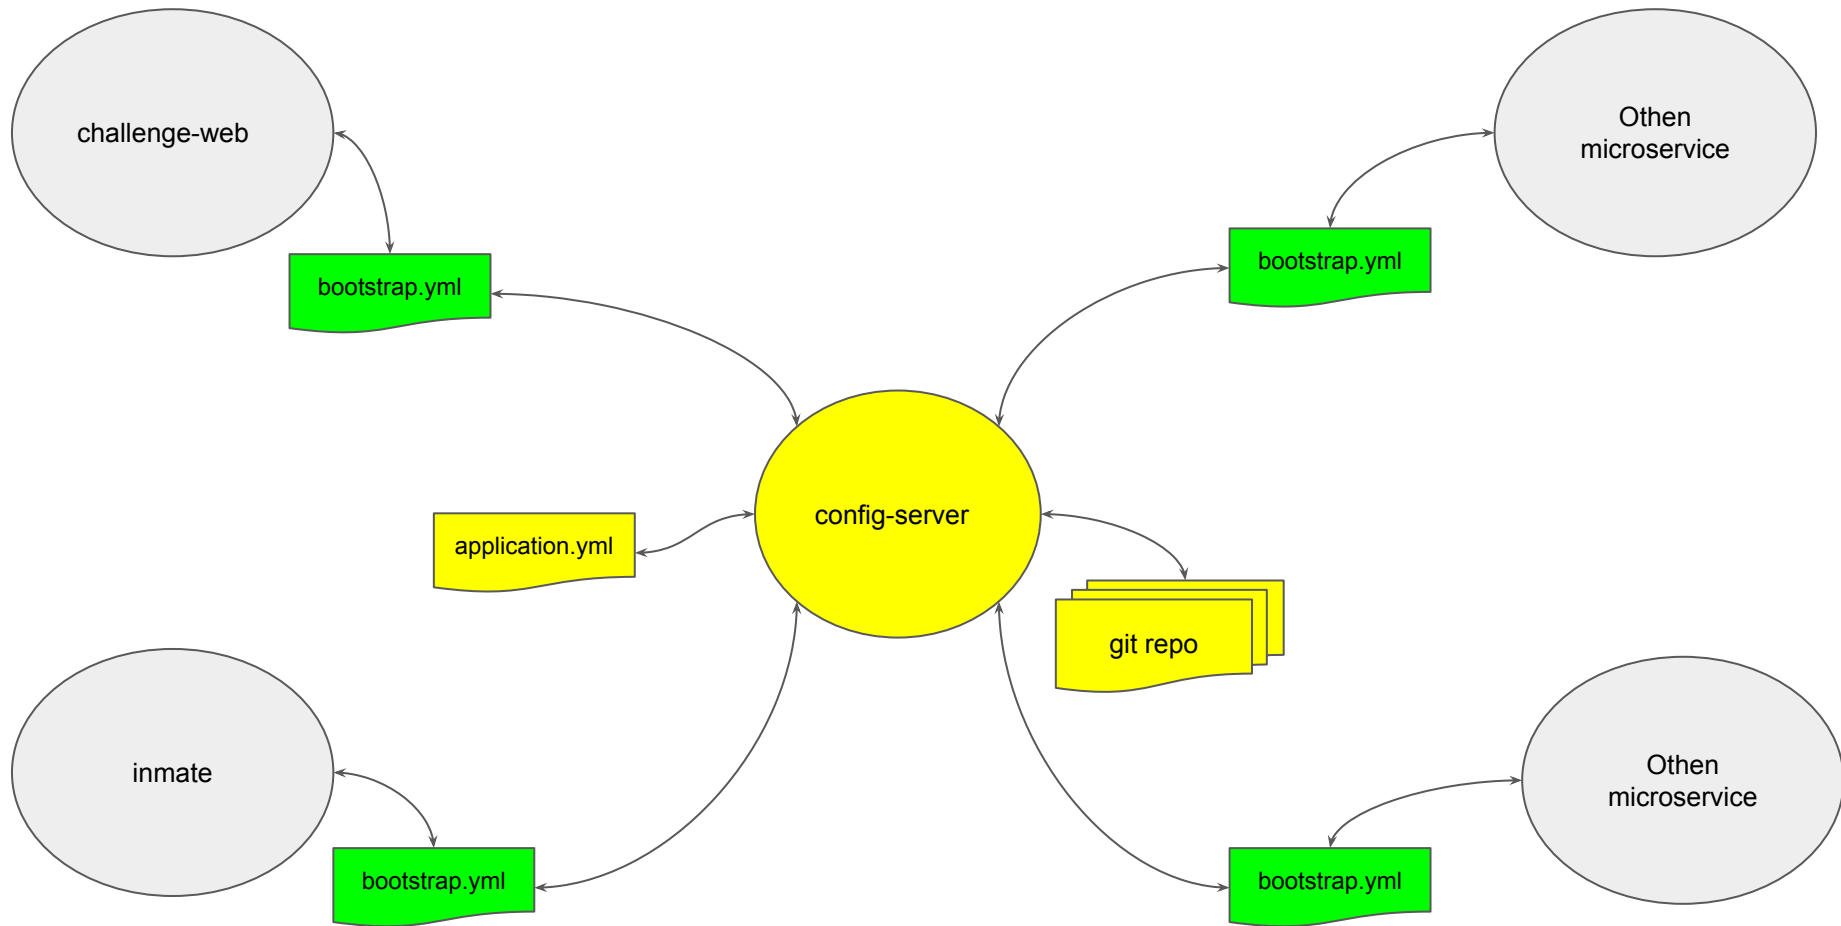 challenge-web
Othen
microservice
bootstrap.yml
bootstrap.yml
config-server
application.yml
git repo
inmate
Othen
microservice
bootstrap.yml
bootstrap.yml